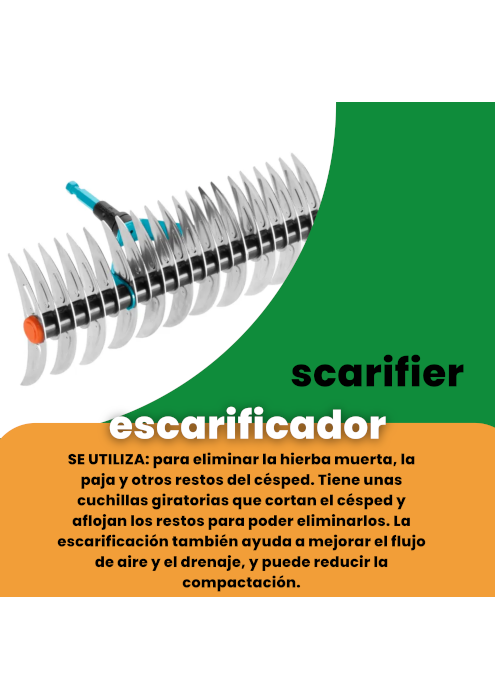 scarifier
escarificador
SE UTILIZA: para eliminar la hierba muerta, la
paja y otros restos del césped. Tiene unas
cuchillas giratorias que cortan el césped y
aflojan los restos para poder eliminarlos. La
escarificación también ayuda a mejorar el flujo
de aire y el drenaje, y puede reducir la
compactación.